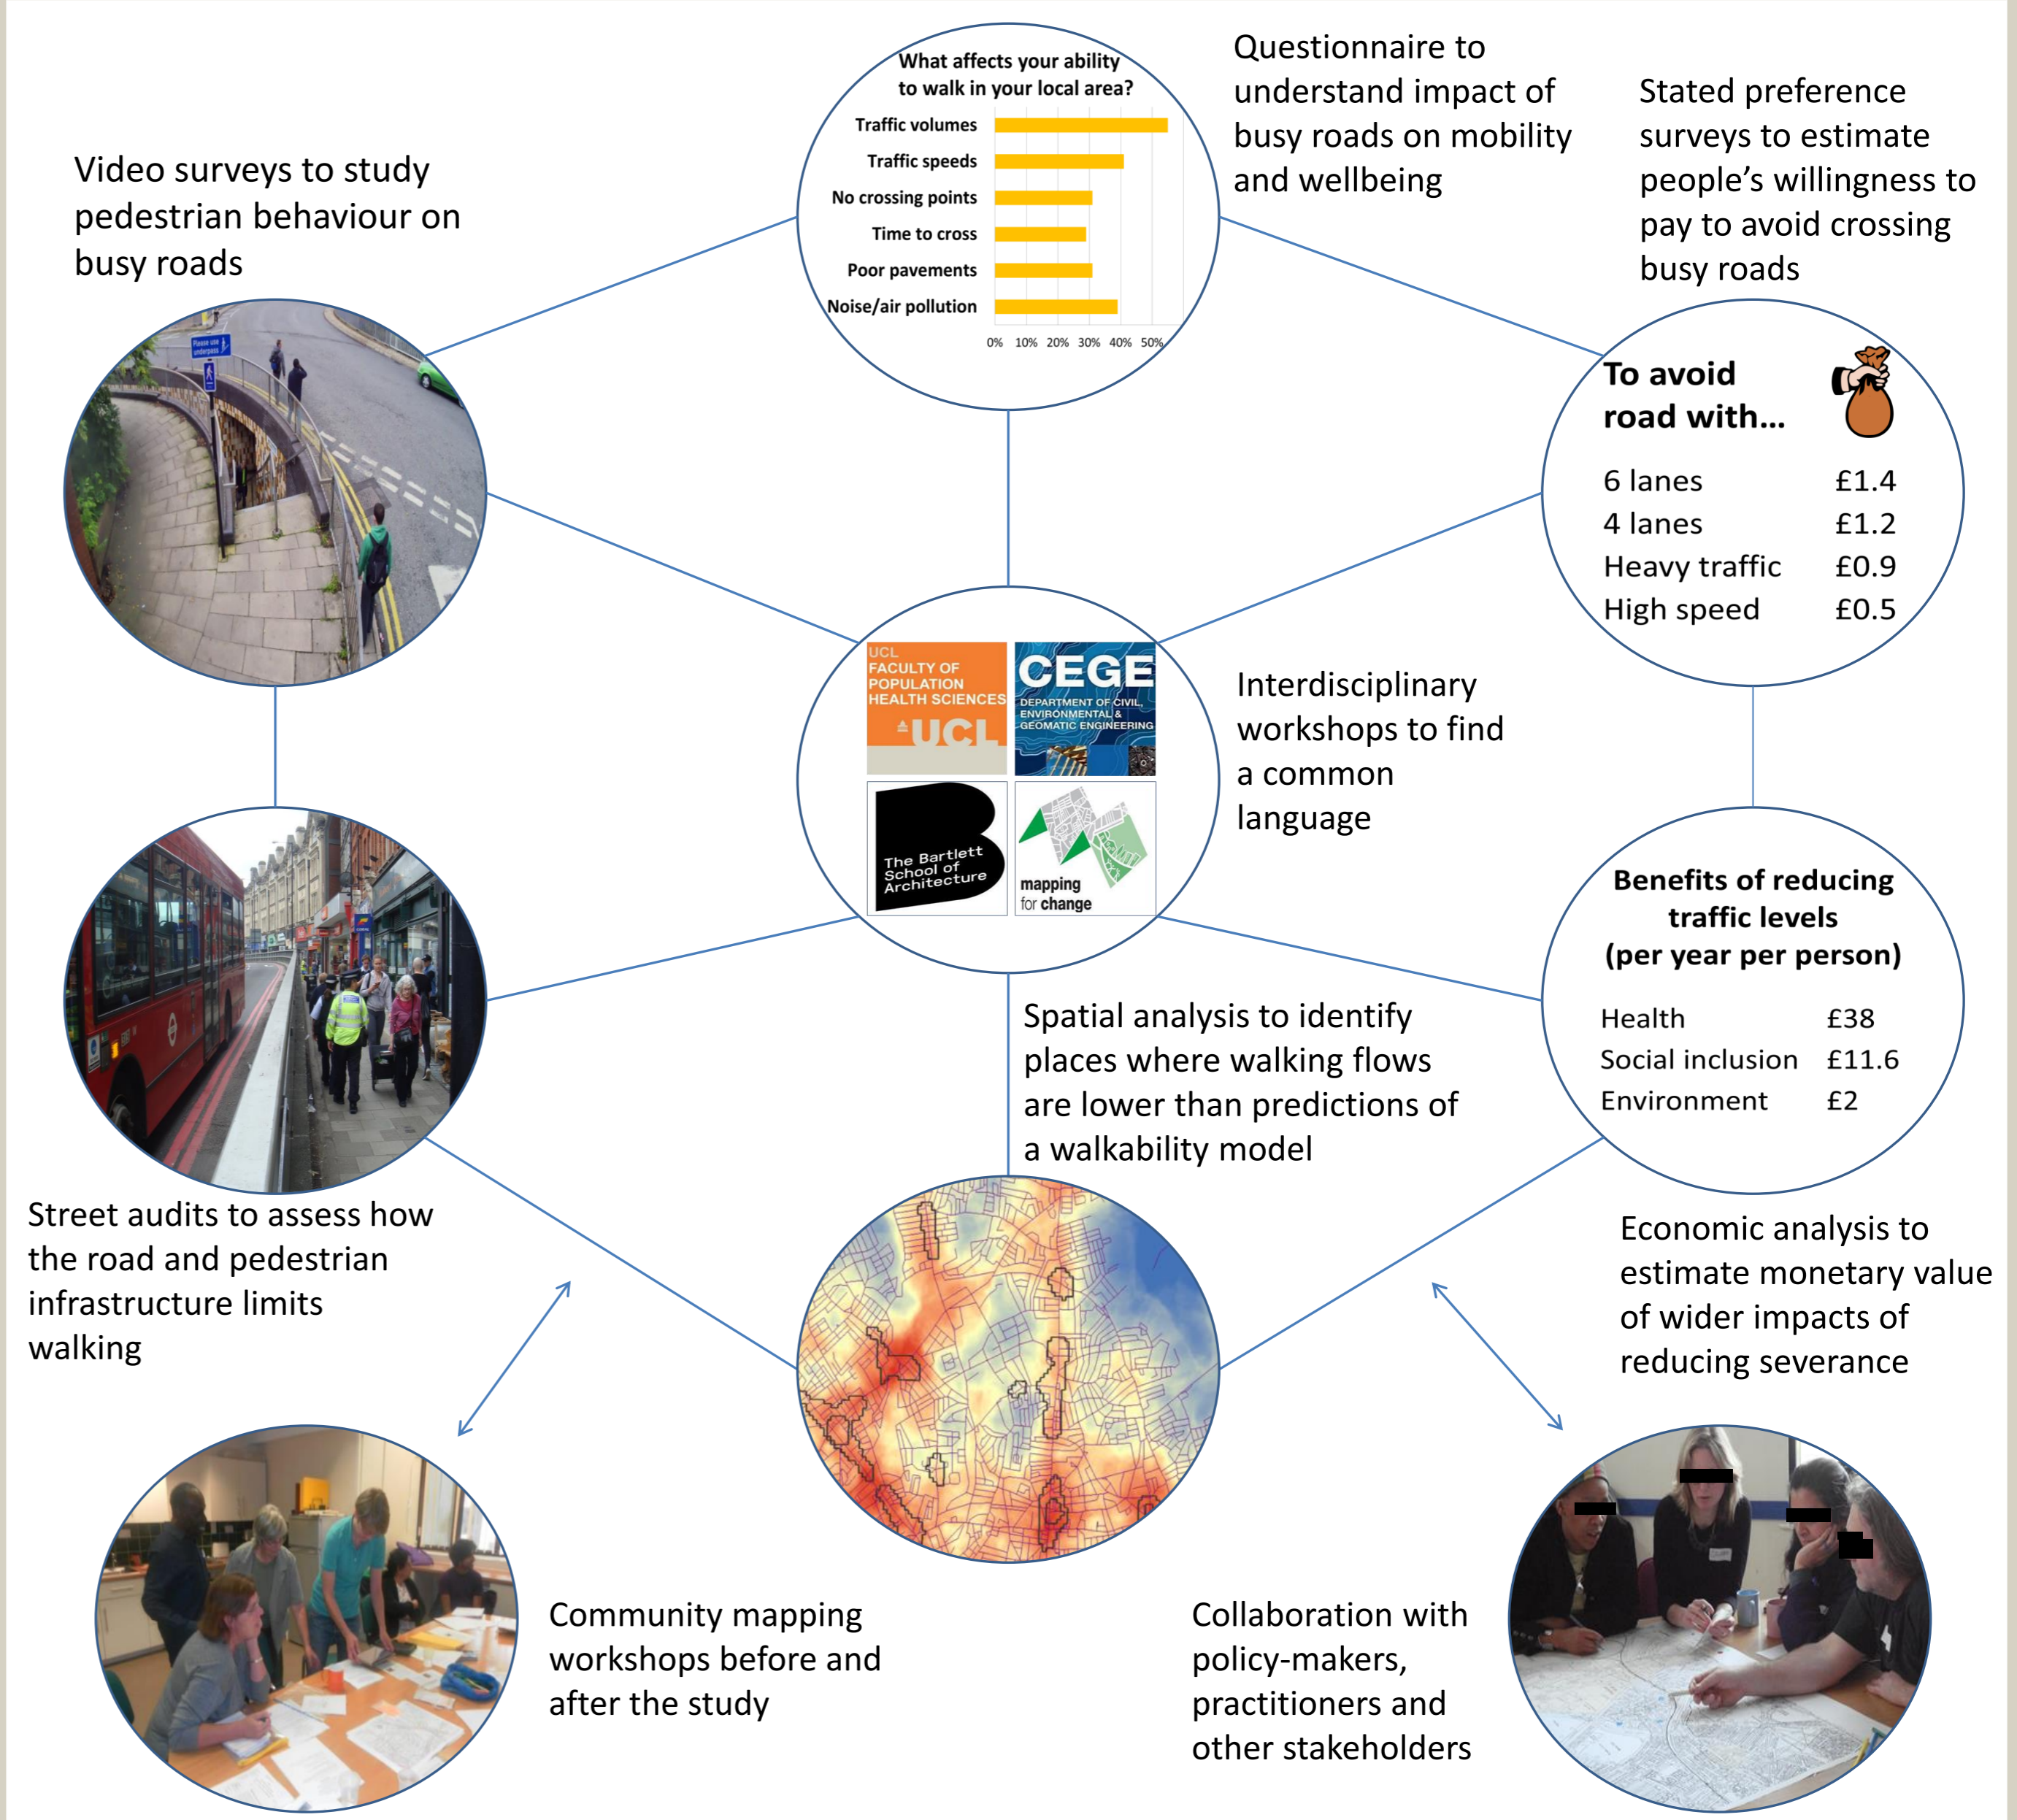 What affects your ability
to walk in your local area?
Traffic volumes
Traffic speeds
No crossing points
Time to cross
Poor pavements
Noise/air pollution
0% 10% 20% 30% 40% 50%
Questionnaire to
understand impact of
busy roads on mobility
and wellbeing
Stated preference
surveys to estimate
people’s willingness to
pay to avoid crossing
busy roads
Video surveys to study
pedestrian behaviour on
busy roads
Please use
underpass
To avoid
road with...
6 lanes £1.4
4 lanes £1.2
Heavy traffic £0.9
High speed £0.5
UCL
FACULTY OF
POPULATION
HEALTH SCIENCES
UCL
CEGE
DEPARTMENT OF CIVIL,
ENVIRONMENTAL &
GEOMATIC ENGINEERING
The Bartlett
School of
Architecture
mapping
for change
Interdisciplinary
workshops to find
a common
language
Benefits of reducing
traffic levels
(per year per person)
Health £38
Social inclusion £11.6
Environment £2
Spatial analysis to identify
places where walking flows
are lower than predictions of
a walkability model
Street audits to assess how
the road and pedestrian
infrastructure limits
walking
Economic analysis to
estimate monetary value
of wider impacts of
reducing severance
Community mapping
workshops before and
after the study
Collaboration with
policy-makers,
practitioners and
other stakeholders